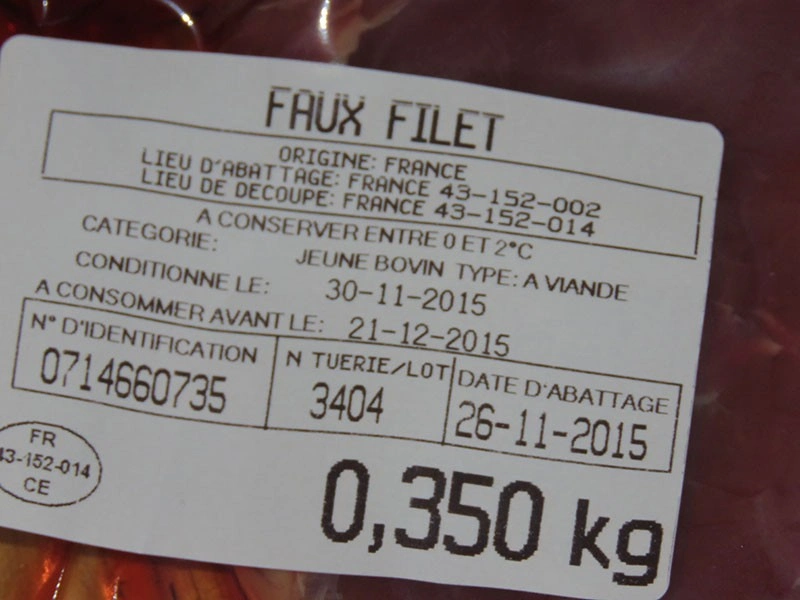 FAUX FILET
ORIGINE: FRANCE
LIEU D'ABATTAGE: FRANCE 43-152-002
LIEU DE DECOUPE: FRANCE 43-152-014
A CONSERVER ENTRE 0 ET 2°C
CATEGORIE: JEUNE BOVIN TYPE: A VIANDE
CONDITIONNE LE: 30-11-2015
A CONSOMMER AVANT LE: 21-12-2015
N° D'IDENTIFICATION N TUERIE/LOT DATE D'ABATTAGE
0714660735 3404 26-11-2015
FR
43-152-014
CE
0,350 kg